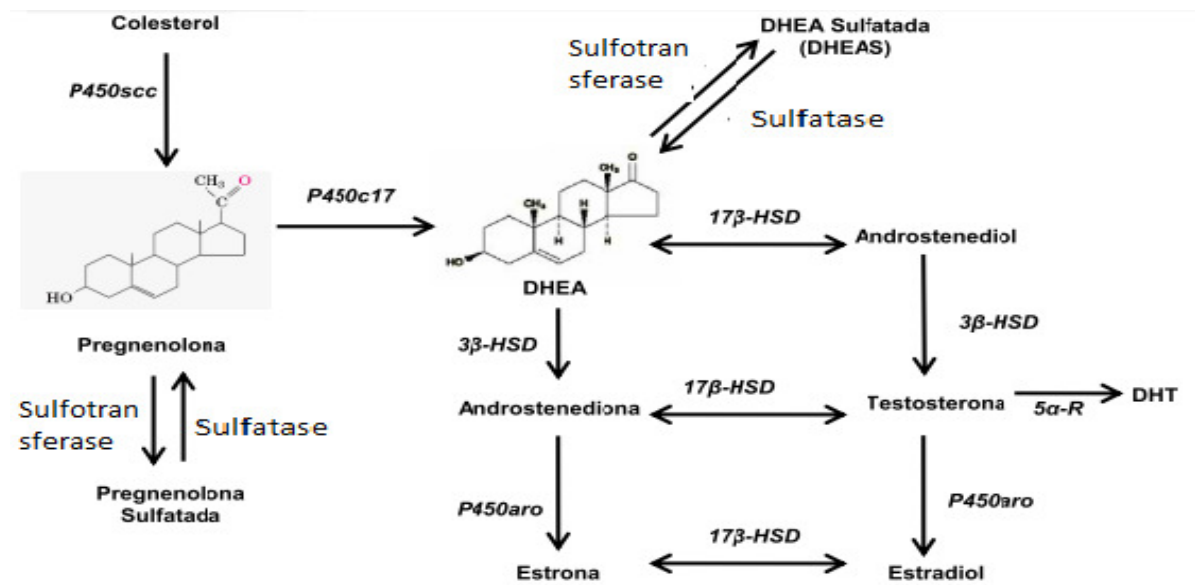 Colesterol
DHEA Sulfatada
(DHEAS)
Sulfotran
sferase
P450scc
Sulfatase
CH₃ O
C
HO
P450c17
CH₃
O
CH₃
H
H
H
HO
DHEA
17β-HSD
Androstenediol
Pregnenolona
3β-HSD
3β-HSD
Sulfotran
sferase
Sulfatase
Androstenediona
17β-HSD
Testosterona
5α-R
DHT
Pregnenolona
Sulfatada
P450aro
P450aro
Estrona
17β-HSD
Estradiol